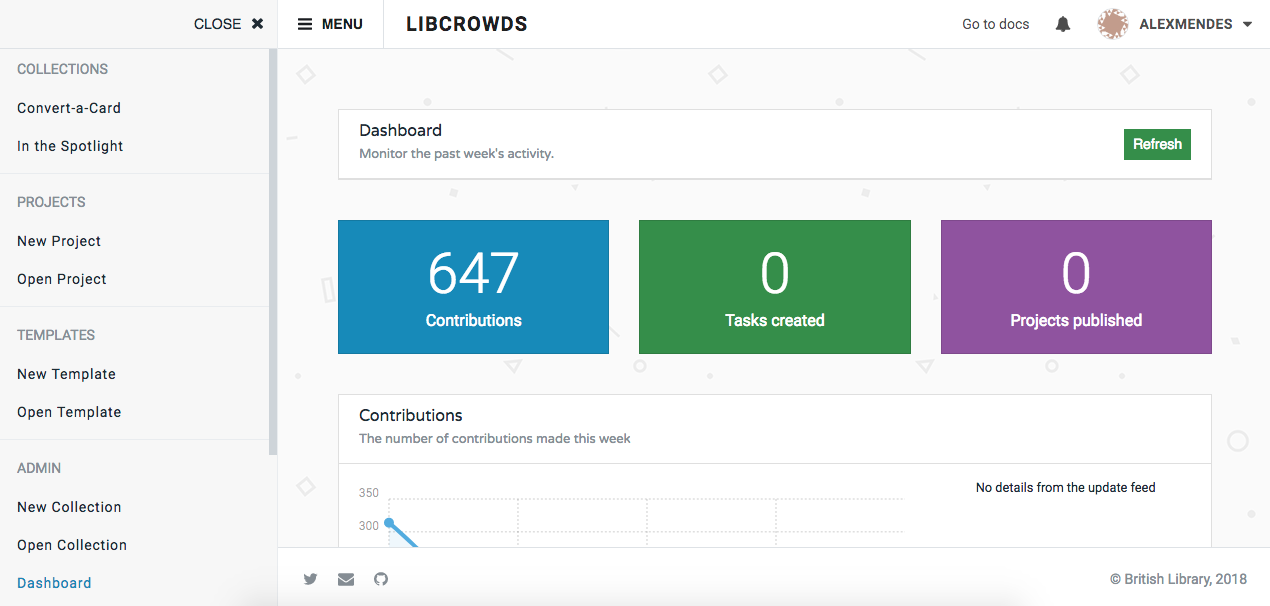 CLOSE
MENU
LIBCROWDS
Go to docs
ALEXMENDES
COLLECTIONS
Convert-a-Card
In the Spotlight
PROJECTS
New Project
Open Project
TEMPLATES
New Template
Open Template
ADMIN
New Collection
Open Collection
Dashboard
Dashboard
Monitor the past week's activity.
Refresh
647
Contributions
0
Tasks created
0
Projects published
Contributions
The number of contributions made this week
350
300
No details from the update feed
© British Library, 2018